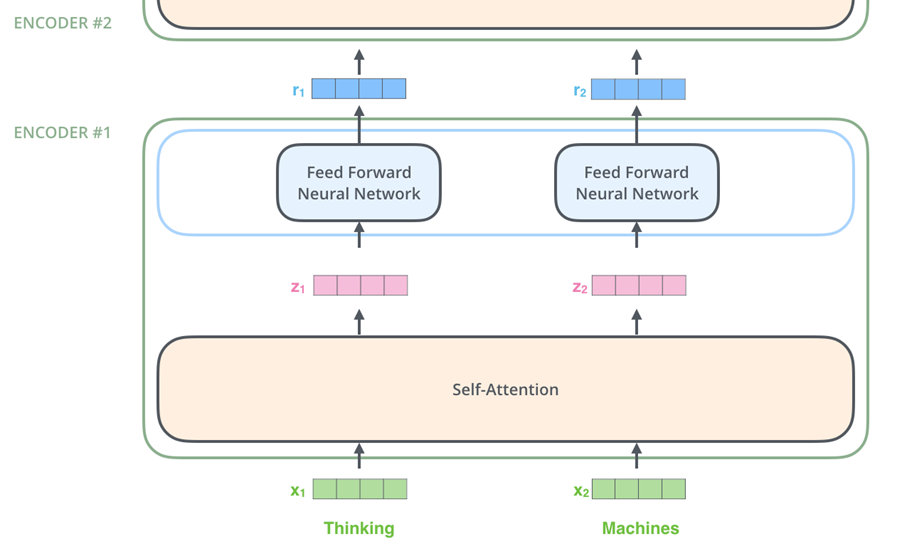 ENCODER #2
r₁
r₂
ENCODER #1
Feed Forward
Neural Network
Feed Forward
Neural Network
z₁
z₂
Self-Attention
x₁
x₂
Thinking
Machines